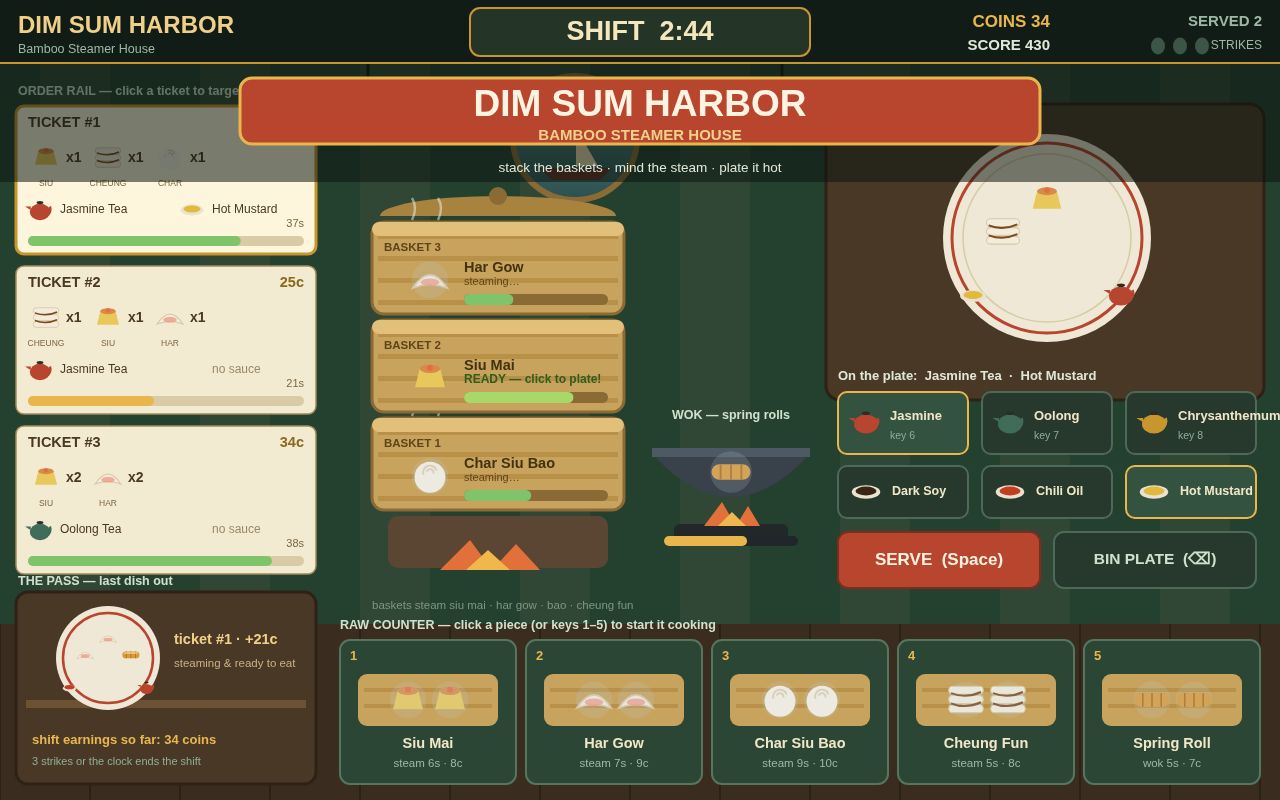 DIM SUM HARBOR
Bamboo Steamer House
SHIFT 2:44
COINS 34
SCORE 430
SERVED 2
STRIKES
DIM SUM HARBOR
BAMBOO STEAMER HOUSE
stack the baskets · mind the steam · plate it hot
ORDER RAIL — click a ticket to targe
TICKET #1
x1
x1
x1
SIU
CHEUNG
CHAR
Jasmine Tea
Hot Mustard
37s
TICKET #2
25c
x1
x1
x1
CHEUNG
SIU
HAR
Jasmine Tea
no sauce
21s
TICKET #3
34c
x2
x2
SIU
HAR
Oolong Tea
no sauce
38s
THE PASS — last dish out
ticket #1 · +21c
steaming & ready to eat
shift earnings so far: 34 coins
3 strikes or the clock ends the shift
BASKET 3
Har Gow
steaming…
BASKET 2
Siu Mai
READY — click to plate!
BASKET 1
Char Siu Bao
steaming…
baskets steam siu mai · har gow · bao · cheung fun
WOK — spring rolls
On the plate: Jasmine Tea · Hot Mustard
Jasmine
key 6
Oolong
key 7
Chrysanthemum
key 8
Dark Soy
Chili Oil
Hot Mustard
SERVE (Space)
BIN PLATE (⌫)
RAW COUNTER — click a piece (or keys 1–5) to start it cooking
1
Siu Mai
steam 6s · 8c
2
Har Gow
steam 7s · 9c
3
Char Siu Bao
steam 9s · 10c
4
Cheung Fun
steam 5s · 8c
5
Spring Roll
wok 5s · 7c